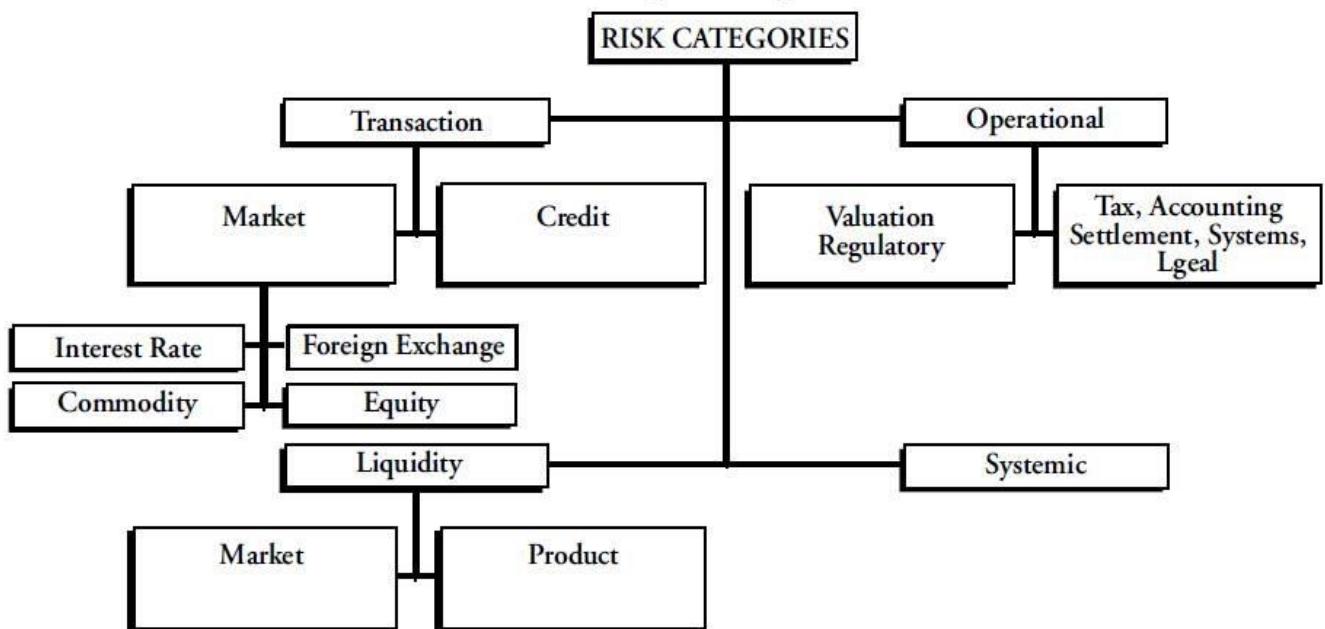 RISK CATEGORIES
Transaction
Operational
Market
Credit
Valuation
Regulatory
Tax, Accounting
Settlement, Systems,
Lgeal
Interest Rate
Foreign Exchange
Commodity
Equity
Liquidity
Systemic
Market
Product